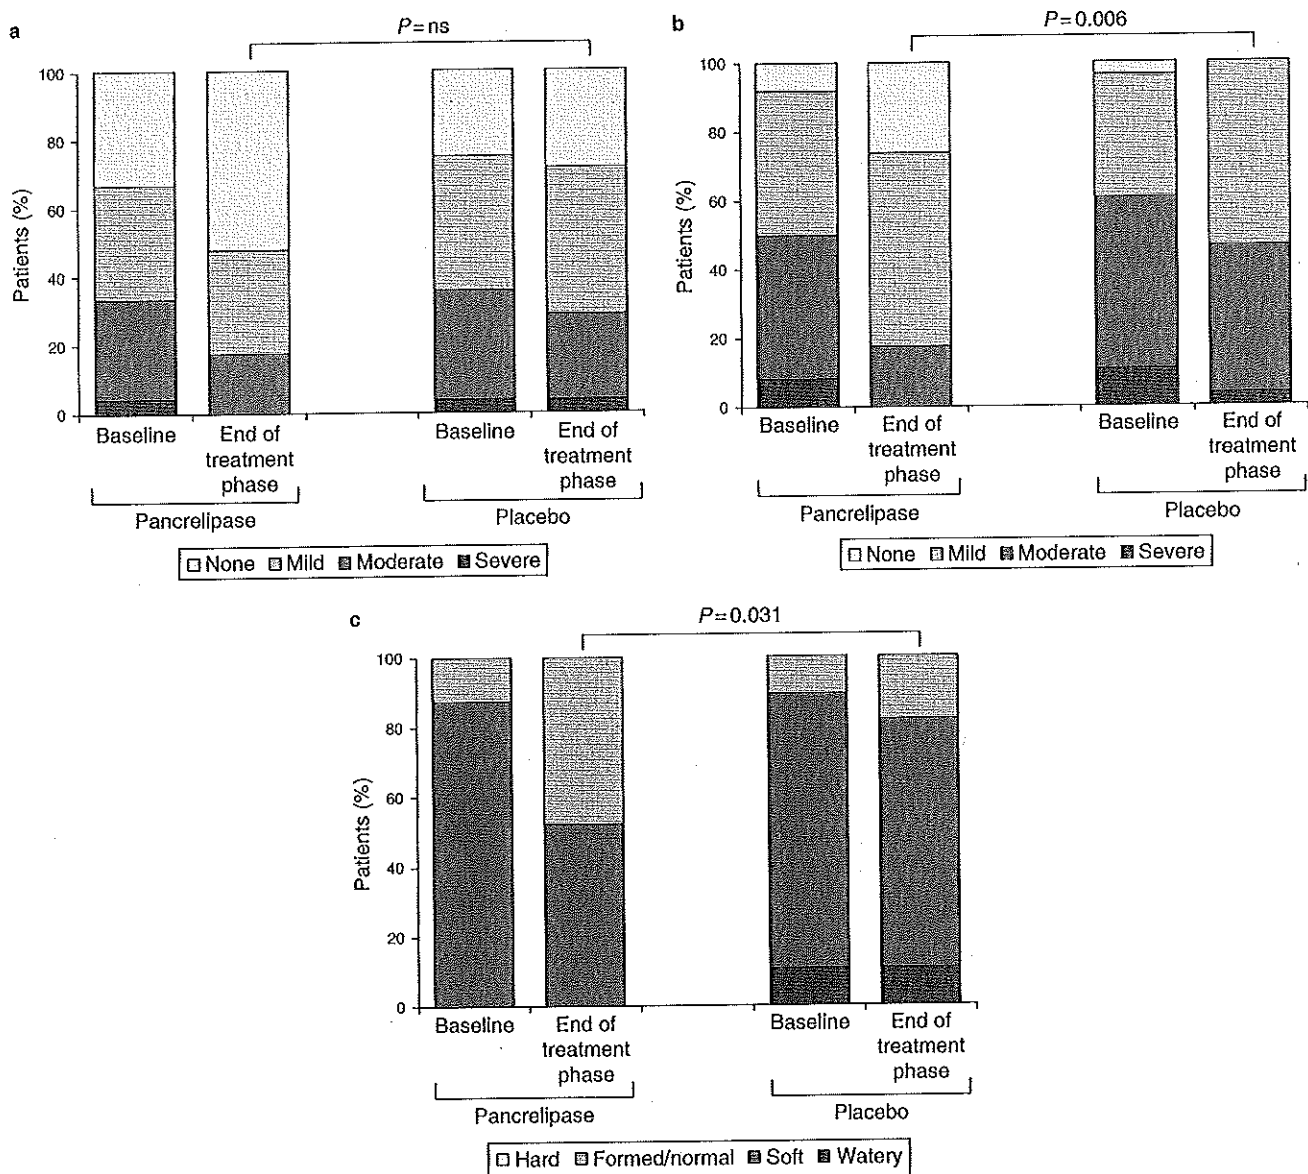 a
P=ns
100
80
60
40
20
0
Patients (%)
Baseline
End of
treatment
phase
Baseline
End of
treatment
phase
Pancrelipase
Placebo
None Mild Moderate Severe
b
P=0.006
100
80
60
40
20
0
Patients (%)
Baseline
End of
treatment
phase
Baseline
End of
treatment
phase
Pancrelipase
Placebo
None Mild Moderate Severe
c
P=0.031
100
80
60
40
20
0
Patients (%)
Baseline
End of
treatment
phase
Baseline
End of
treatment
phase
Pancrelipase
Placebo
Hard Formed/normal Soft Watery